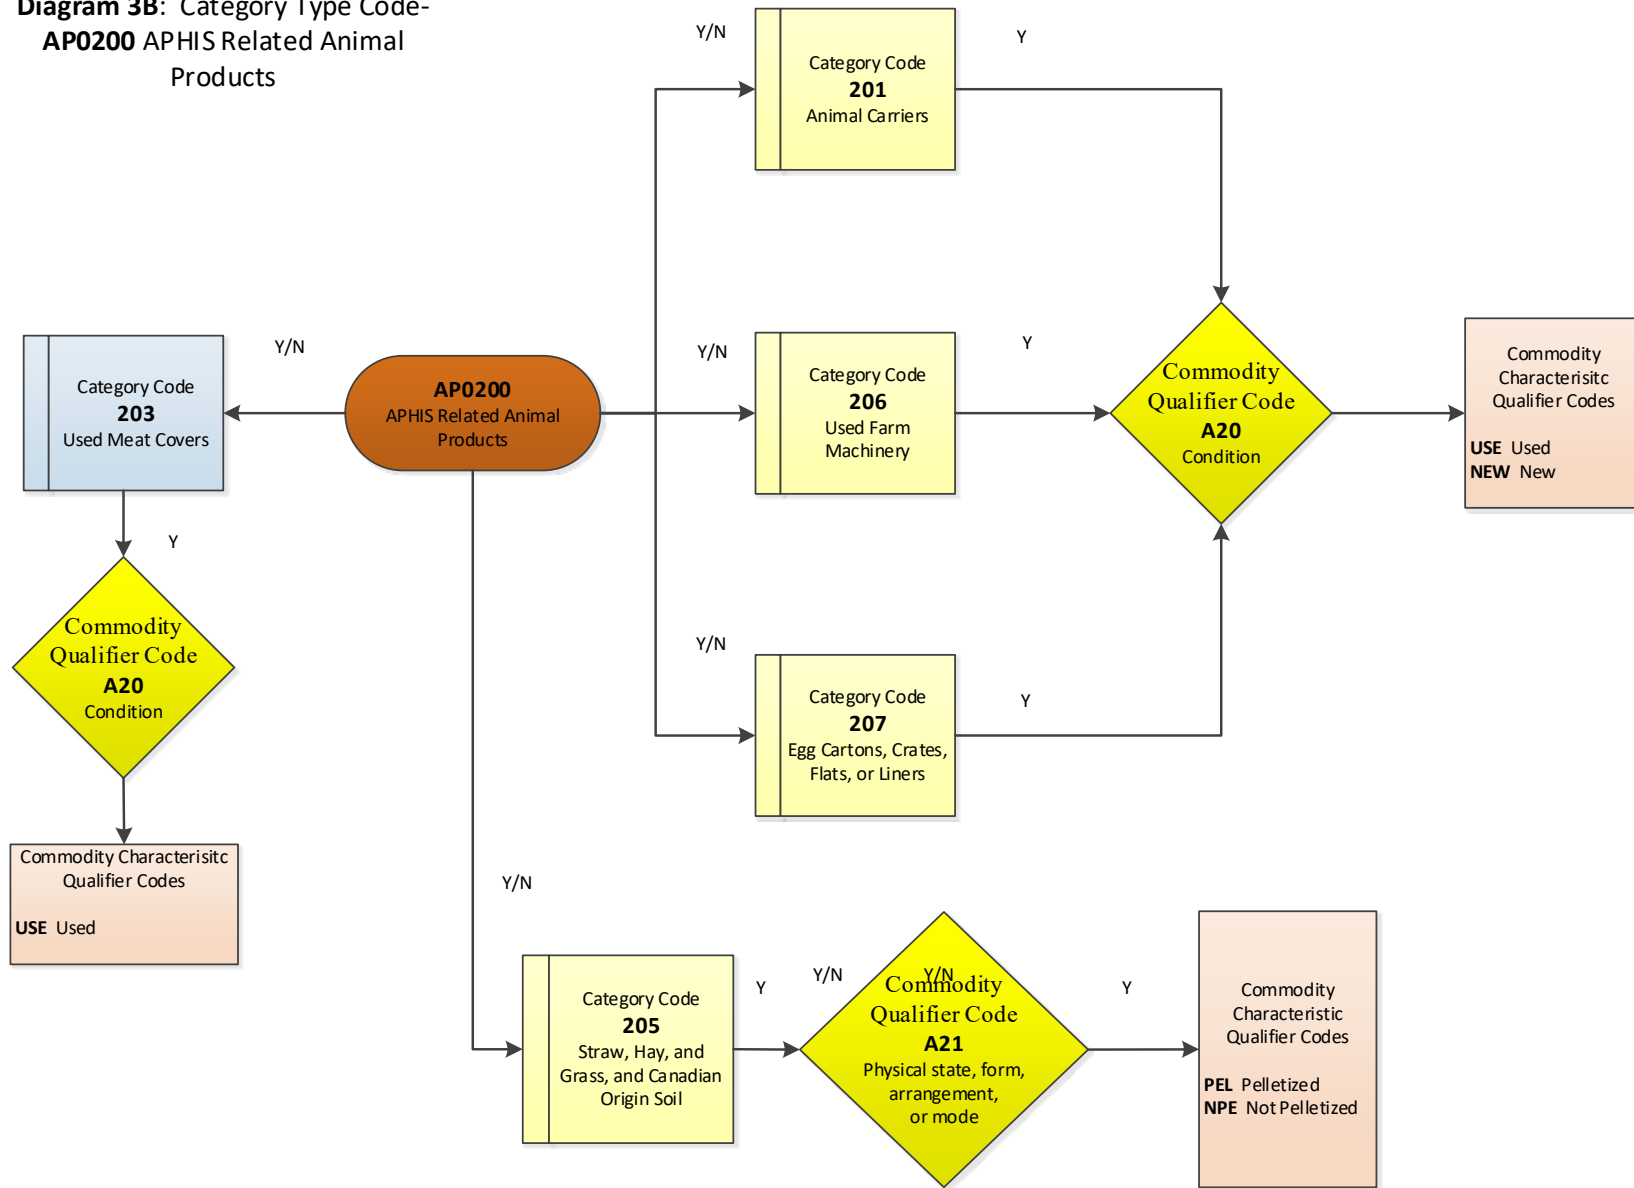 Diagram 3B: Category Type Code-
AP0200 APHIS Related Animal
Products
Y/N
Category Code
201
Animal Carriers
Y
Y/N
Category Code
203
Used Meat Covers
AP0200
APHIS Related Animal
Products
Y/N
Category Code
206
Used Farm
Machinery
Y
Commodity
Qualifier Code
A20
Condition
Commodity
Characterisitc
Qualifier Codes
USE Used
NEW New
Y
Commodity
Qualifier Code
A20
Condition
Y/N
Category Code
207
Egg Cartons, Crates,
Flats, or Liners
Y
Commodity Characterisitc
Qualifier Codes
USE Used
Y/N
Category Code
205
Straw, Hay, and
Grass, and Canadian
Origin Soil
Y
Y/N
Y/N
Commodity
Qualifier Code
A21
Physical state, form,
arrangement,
or mode
Y
Commodity
Characteristic
Qualifier Codes
PEL Pelletized
NPE Not Pelletized